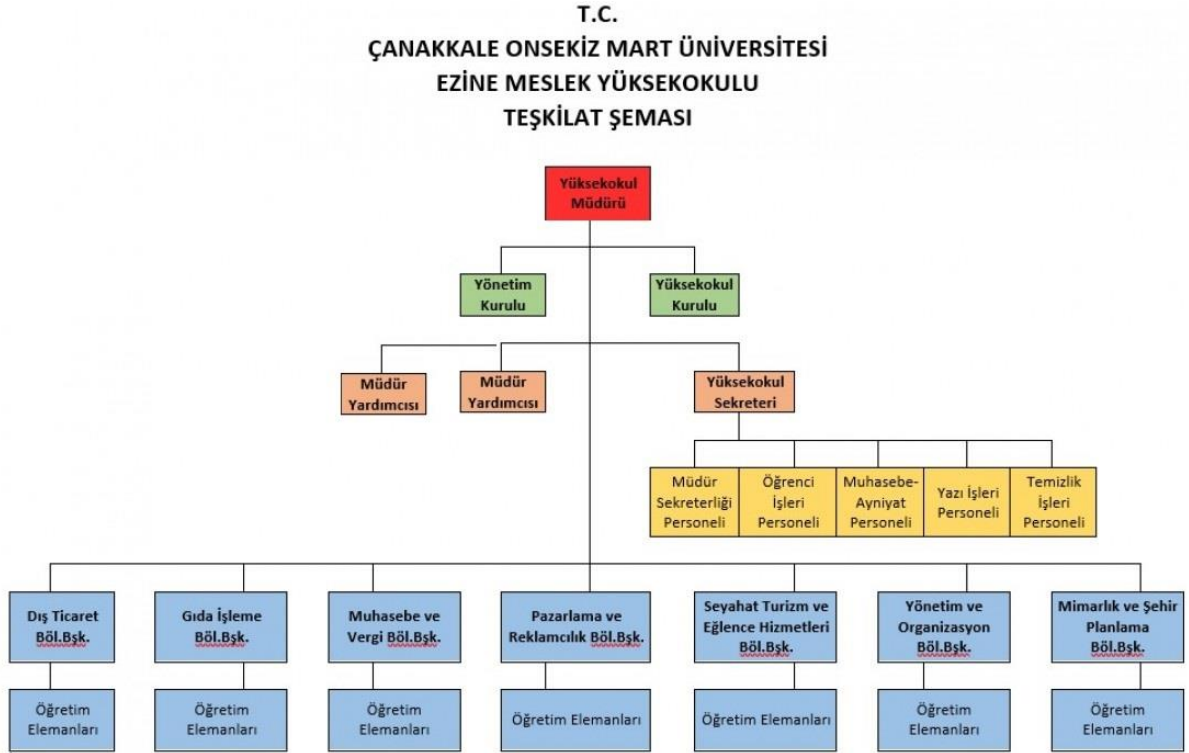 T.C.
ÇANAKKALE ONSEKİZ MART ÜNİVERSİTESİ
EZİNE MESLEK YÜKSEKOKULU
TEŞKİLAT ŞEMASI
Yüksekokul
Müdürü
Yönetim
Kurulu
Yüksekokul
Kurulu
Müdür
Yardımcısı
Müdür
Yardımcısı
Yüksekokul
Sekreteri
Müdür
Sekreterliği
Personeli
Öğrenci
İşleri
Personeli
Muhasebe-
Ayniyat
Personeli
Yazı İşleri
Personeli
Temizlik
İşleri
Personeli
Dış Ticaret
Böl.Bşk.
Gıda İşleme
Böl.Bşk.
Muhasebe ve
Vergi Böl.Bşk.
Pazarlama ve
Reklamcılık Böl.Bşk.
Seyahat Turizm ve
Eğlence Hizmetleri
Böl.Bşk.
Yönetim ve
Organizasyon
Böl.Bşk.
Mimarlık ve Şehir
Planlama
Böl.Bşk.
Öğretim
Elemanları
Öğretim
Elemanları
Öğretim
Elemanları
Öğretim Elemanları
Öğretim Elemanları
Öğretim
Elemanları
Öğretim
Elemanları